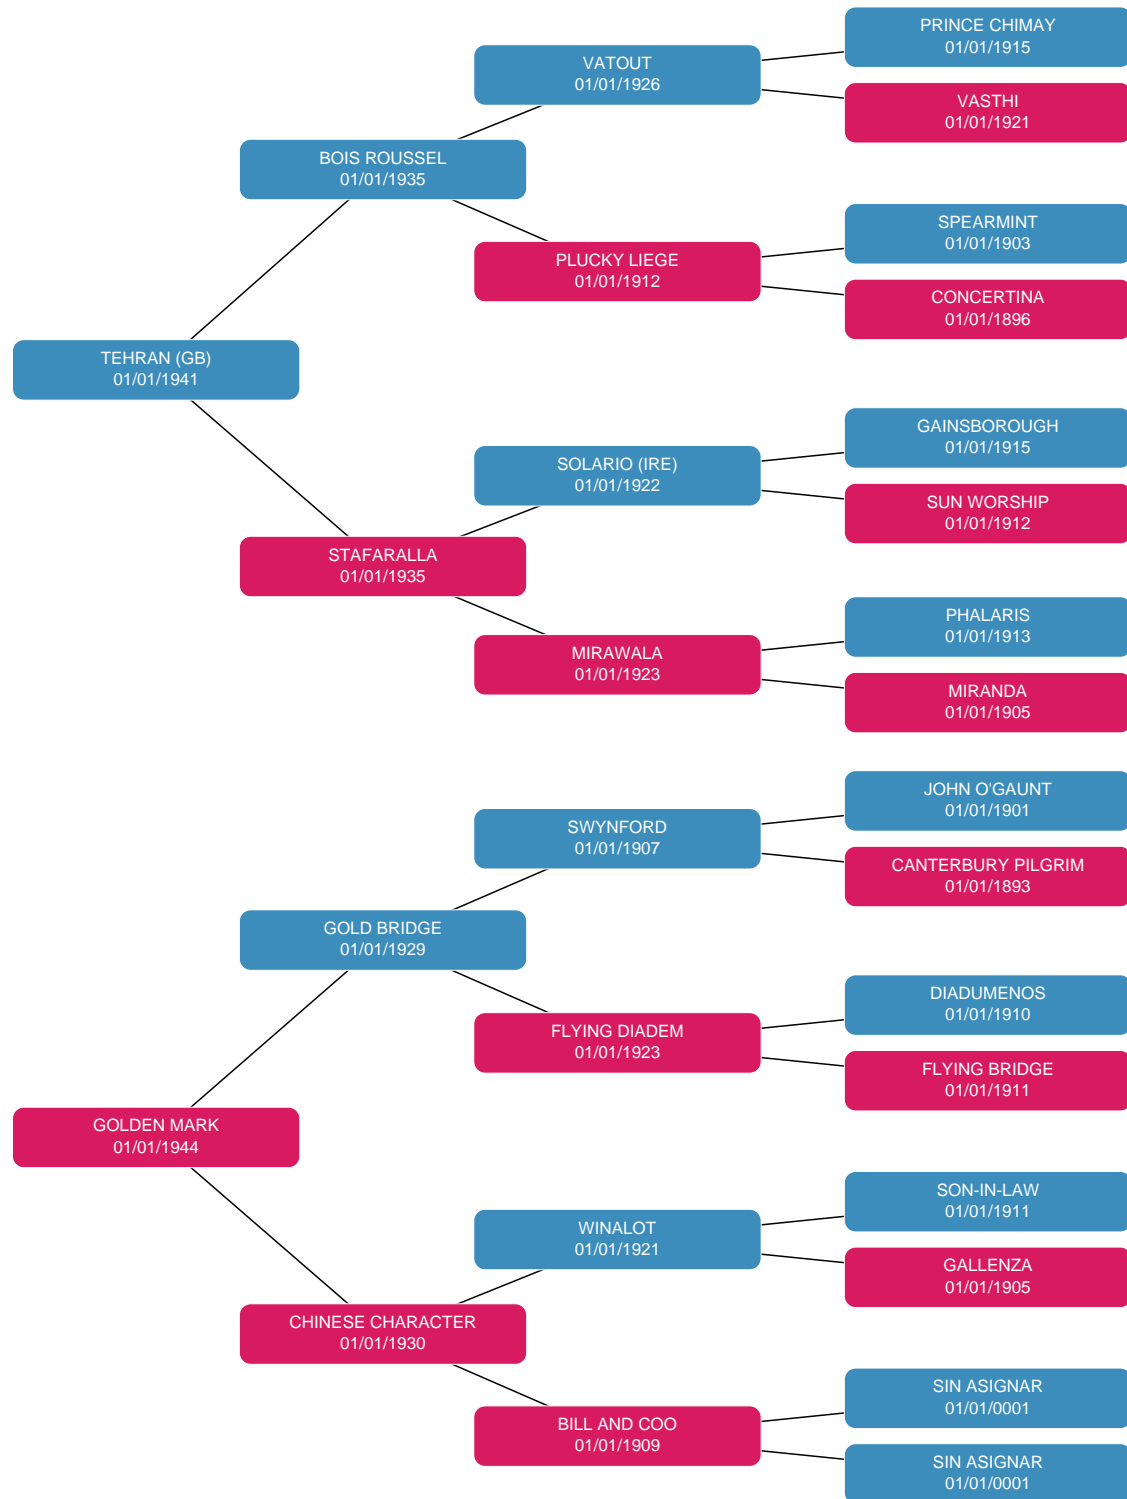 PRINCE CHIMAY
01/01/1915
VATOUT
01/01/1926
VASTHI
01/01/1921
BOIS ROUSSEL
01/01/1935
SPEARMINT
01/01/1903
PLUCKY LIEGE
01/01/1912
CONCERTINA
01/01/1896
TEHRAN (GB)
01/01/1941
GAINSBOROUGH
01/01/1915
SOLARIO (IRE)
01/01/1922
SUN WORSHIP
01/01/1912
STAFARALLA
01/01/1935
PHALARIS
01/01/1913
MIRAWALA
01/01/1923
MIRANDA
01/01/1905
JOHN O'GAUNT
01/01/1901
SWYNFORD
01/01/1907
CANTERBURY PILGRIM
01/01/1893
GOLD BRIDGE
01/01/1929
DIADUMENOS
01/01/1910
FLYING DIADEM
01/01/1923
FLYING BRIDGE
01/01/1911
GOLDEN MARK
01/01/1944
SON-IN-LAW
01/01/1911
WINALOT
01/01/1921
GALLENZA
01/01/1905
CHINESE CHARACTER
01/01/1930
SIN ASIGNAR
01/01/0001
BILL AND COO
01/01/1909
SIN ASIGNAR
01/01/0001